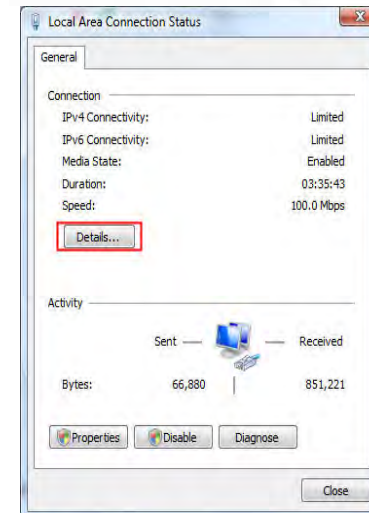 Local Area Connection Status
General
Connection
IPv4 Connectivity: Limited
IPv6 Connectivity: Limited
Media State: Enabled
Duration: 03:35:43
Speed: 100.0 Mbps
Details...
Activity
Sent — — Received
Bytes: 66,880 851,221
Properties Disable Diagnose
Close